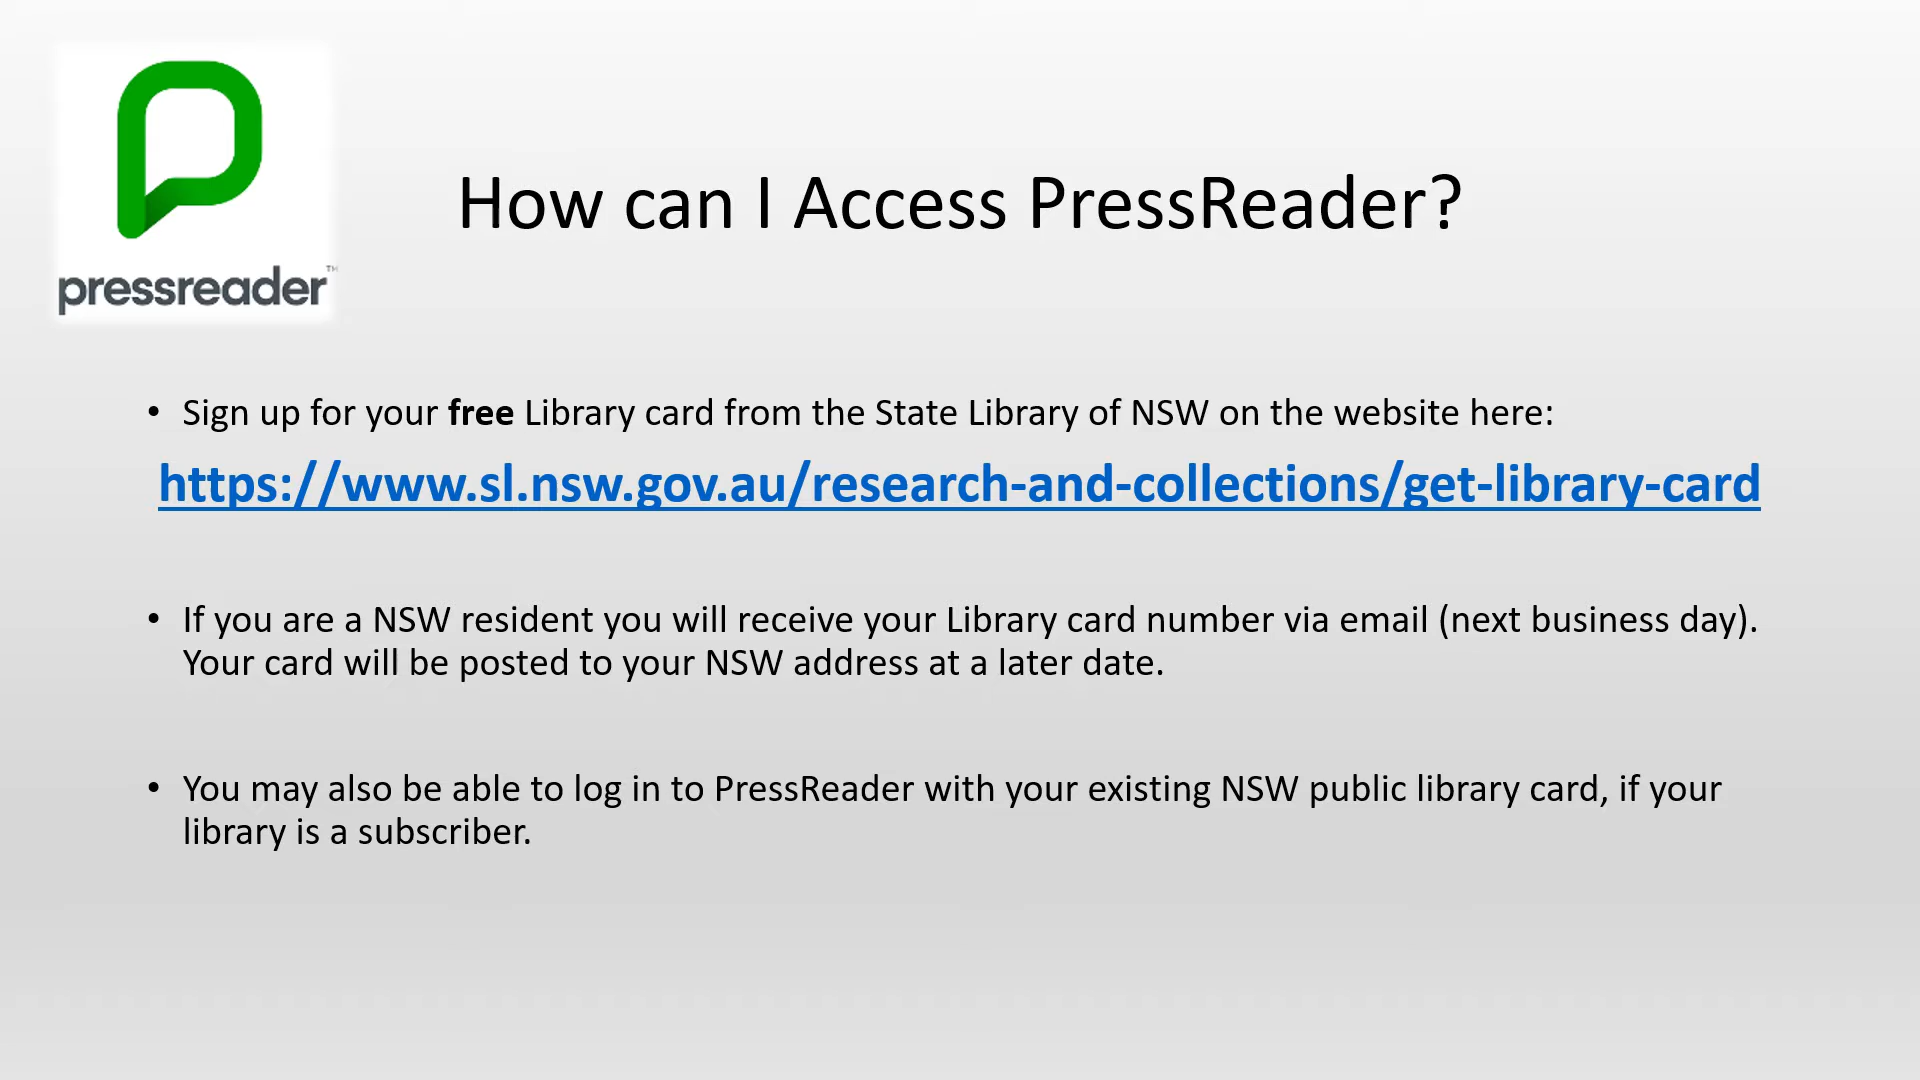 pressreader™
How can I Access PressReader?
• Sign up for your free Library card from the State Library of NSW on the website here:
https://www.sl.nsw.gov.au/research-and-collections/get-library-card
• If you are a NSW resident you will receive your Library card number via email (next business day).
Your card will be posted to your NSW address at a later date.
• You may also be able to log in to PressReader with your existing NSW public library card, if your
library is a subscriber.